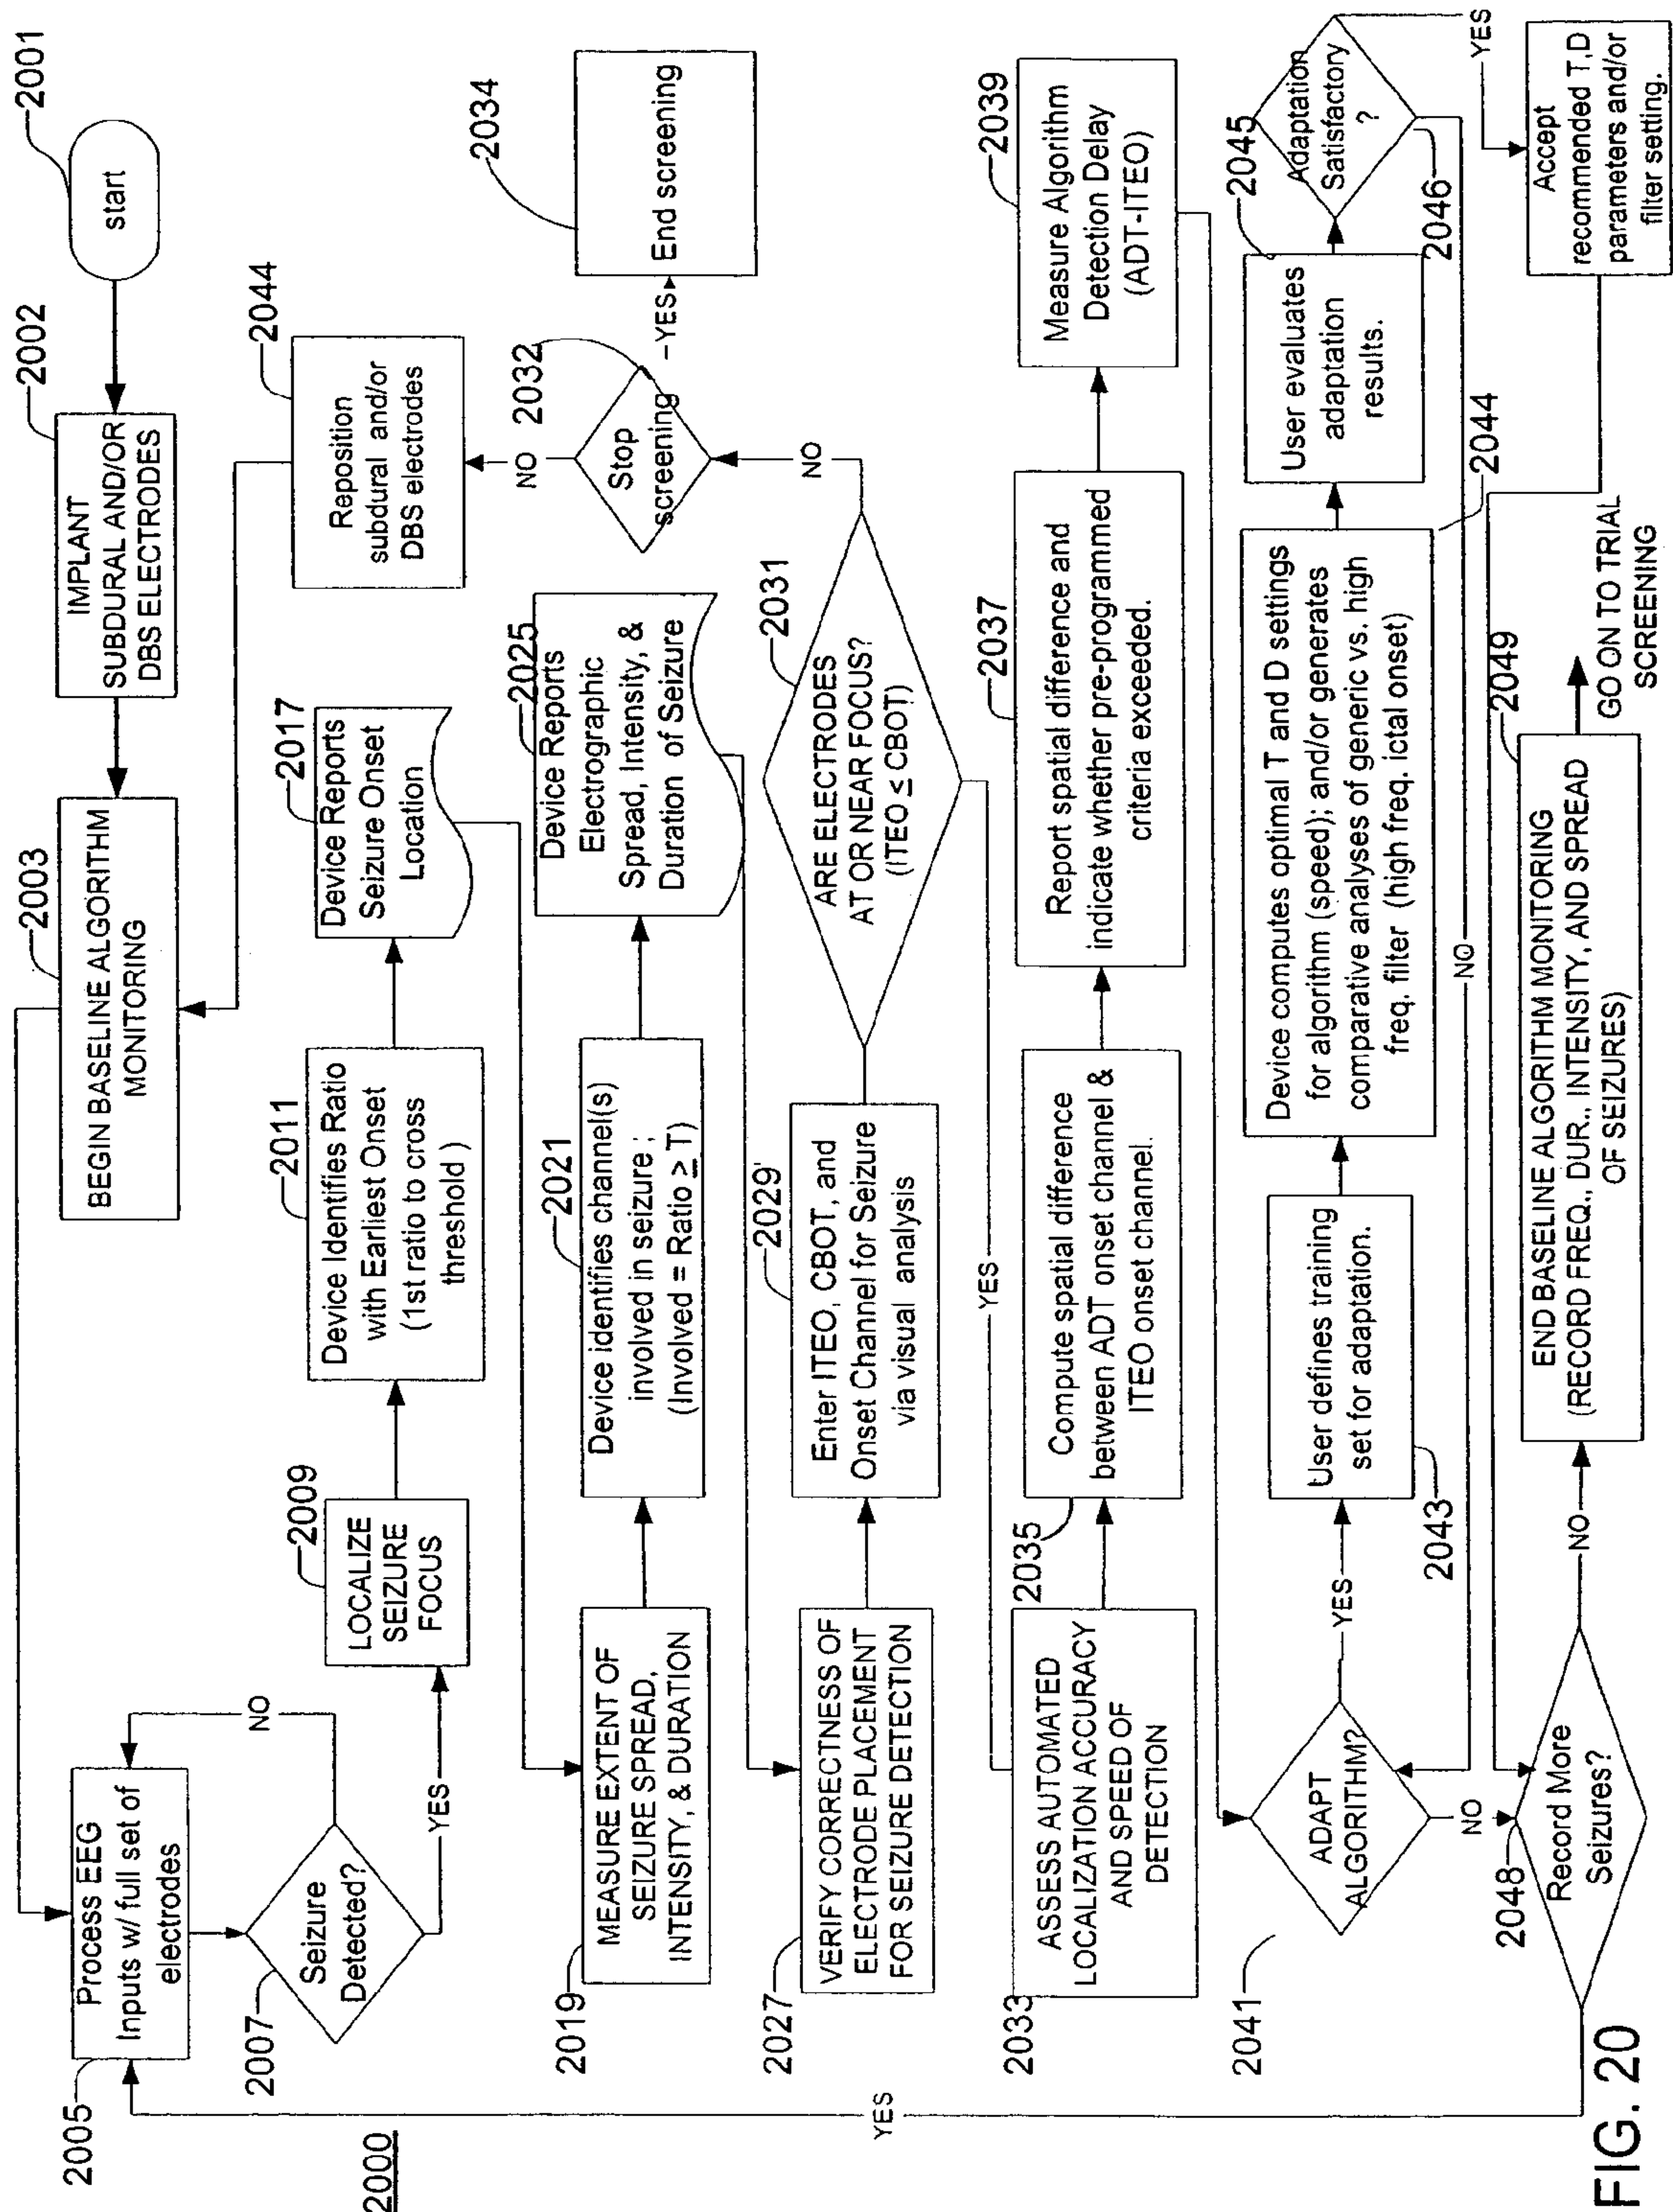 2000
2001
start
2002
IMPLANT
SUBDURAL AND/OR
DBS ELECTRODES
2003
BEGIN BASELINE ALGORITHM
MONITORING
2005
Process EEG
Inputs w/ full set of
electrodes
2007
Seizure
Detected?
NO
YES
2009
LOCALIZE
SEIZURE
FOCUS
2011
Device Identifies Ratio
with Earliest Onset
(1st ratio to cross
threshold )
2017
Device Reports
Seizure Onset
Location
2019
MEASURE EXTENT OF
SEIZURE SPREAD,
INTENSITY, & DURATION
2021
Device identifies channel(s)
involved in seizure ;
(Involved = Ratio ≥ T)
2025
Device Reports
Electrographic
Spread, Intensity, &
Duration of Seizure
2027
VERIFY CORRECTNESS OF
ELECTRODE PLACEMENT
FOR SEIZURE DETECTION
2029'
Enter ITEO, CBOT, and
Onset Channel for Seizure
via visual analysis
2031
ARE ELECTRODES
AT OR NEAR FOCUS?
(ITEO ≤ CBOT)
NO
2032
Stop
screening
YES
2034
End screening
NO
2044
Reposition
subdural and/or
DBS electrodes
YES
2033
ASSESS AUTOMATED
LOCALIZATION ACCURACY
AND SPEED OF
DETECTION
2035
Compute spatial difference
between ADT onset channel &
ITEO onset channel.
2037
Report spatial difference and
indicate whether pre-programmed
criteria exceeded.
2039
Measure Algorithm
Detection Delay
(ADT-ITEO)
2041
ADAPT
ALGORITHM?
YES
NO
2043
User defines training
set for adaptation.
2044
Device computes optimal T and D settings
for algorithm (speed); and/or generates
comparative analyses of generic vs. high
freq. filter (high freq. ictal onset)
2045
User evaluates
adaptation
results.
2046
Adaptation
Satisfactory
?
NO
YES
Accept
recommended T,D
parameters and/or
filter setting.
2048
Record More
Seizures?
YES
NO
2049
END BASELINE ALGORITHM MONITORING
(RECORD FREQ., DUR., INTENSITY, AND SPREAD
OF SEIZURES)
GO ON TO TRIAL
SCREENING
FIG. 20